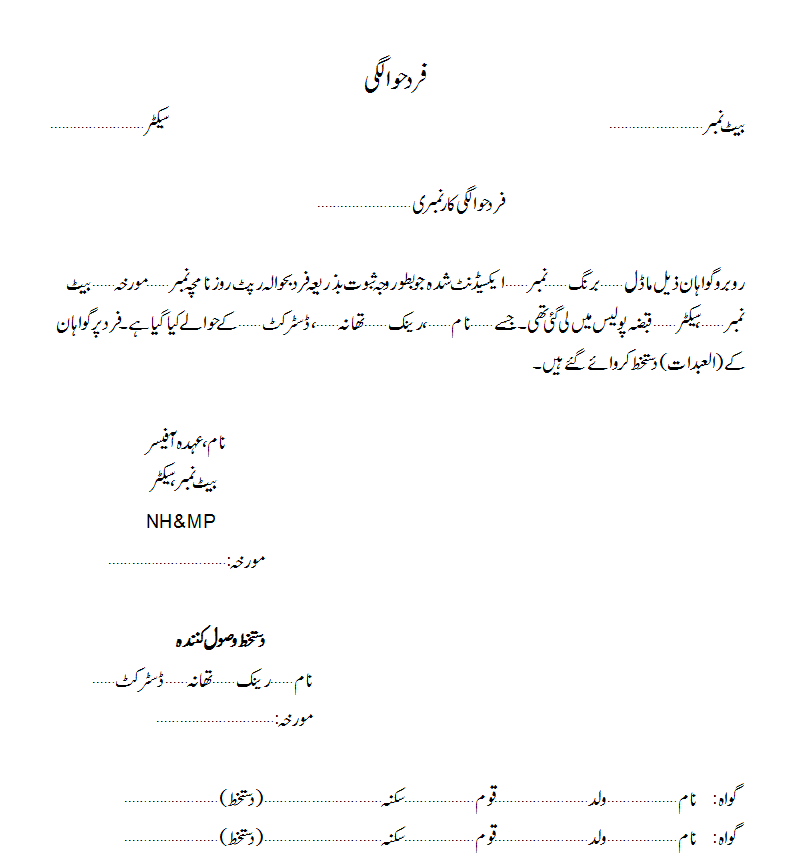 فرد حوالگی
بیٹ نمبر........................ سیکٹر........................
فرد حوالگی کار نمبری........................
روبرو گواہان ذیل ماڈل......برنگ......نمبر......ایکسیڈنٹ شدہ جو بطور وجہ ثبوت بذریعہ فرد بحوالہ رپٹ روزنامچہ نمبر......مورخہ......بیٹ
نمبر......سیکٹر......قبضہ پولیس میں لی گئی تھی۔ جسے......نام......،رینک......تھانہ......، ڈسٹرکٹ......کے حوالے کیا گیا ہے۔ فرد پر گواہان
کے (العبدات) دستخط کروائے گئے ہیں۔
نام، عہدہ آفیسر
بیٹ نمبر، سیکٹر
NH&MP
مورخہ:..............................
دستخط وصول کنندہ
نام......رینک......تھانہ......ڈسٹرکٹ......
مورخہ:..............................
گواہ: نام..................ولد........................قوم..................سکنہ..............................(دستخط)........................
گواہ: نام..................ولد........................قوم..................سکنہ..............................(دستخط)........................